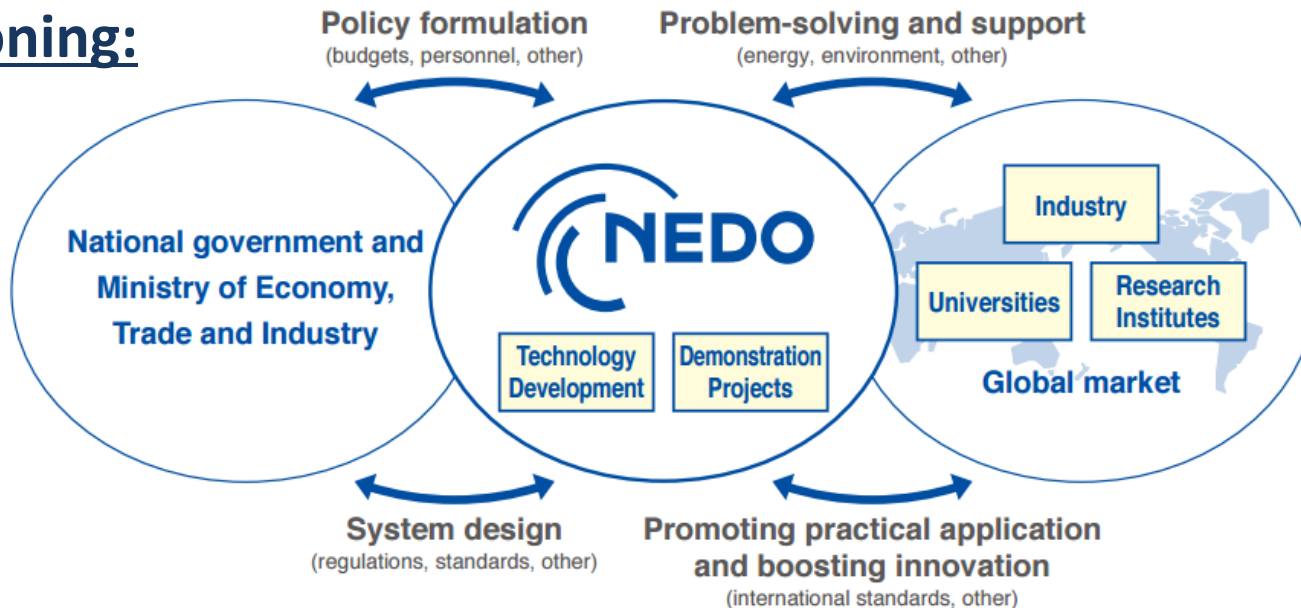 oning:
Policy formulation
(budgets, personnel, other)
Problem-solving and support
(energy, environment, other)
National government and
Ministry of Economy,
Trade and Industry
NEDO
Technology
Development
Demonstration
Projects
Industry
Universities
Research
Institutes
Global market
System design
(regulations, standards, other)
Promoting practical application
and boosting innovation
(international standards, other)